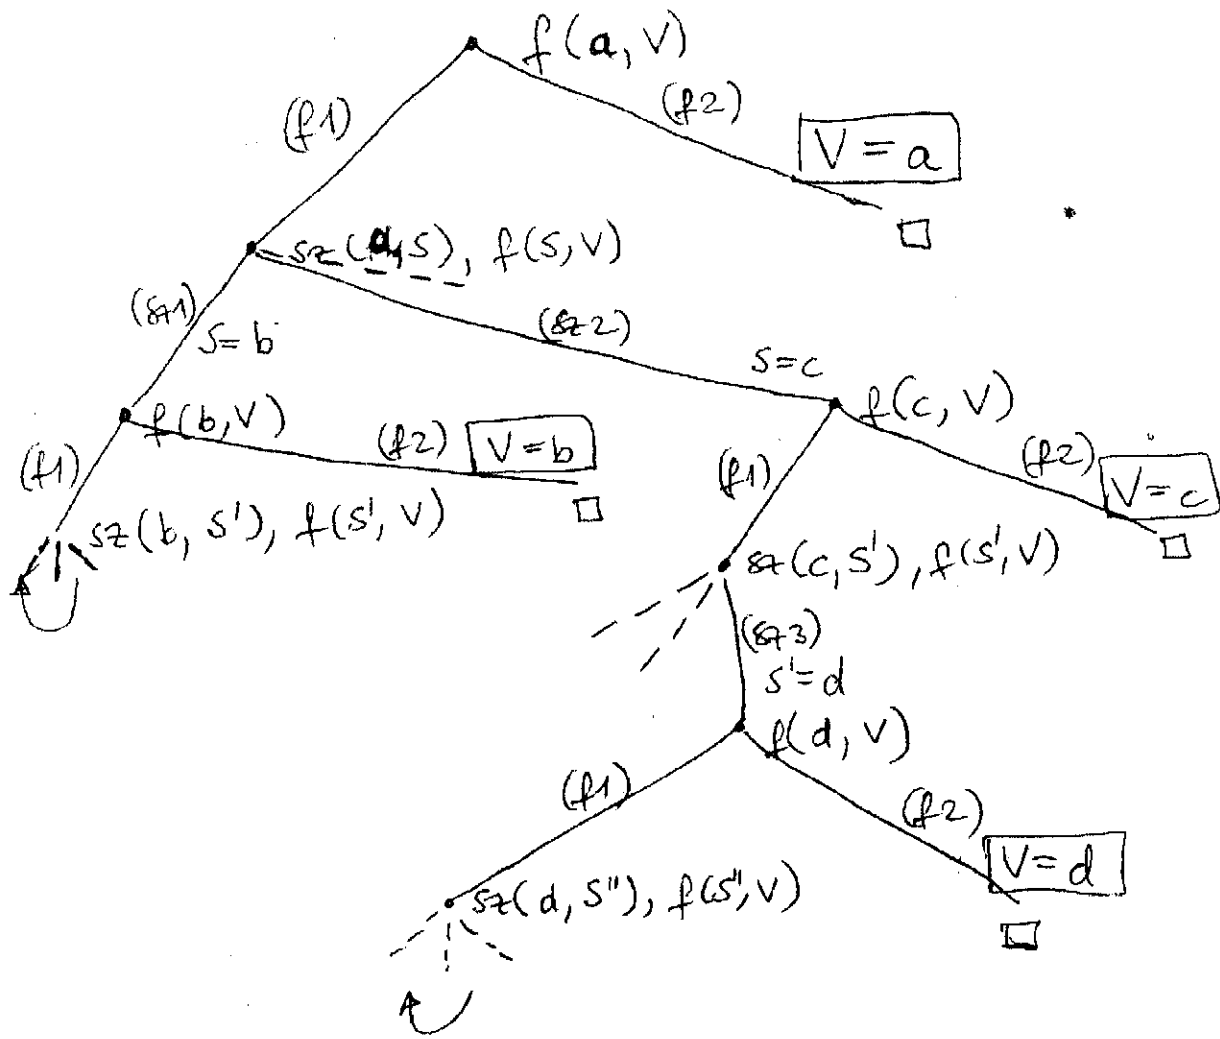 f(a, V)
(f1)
(f2)
V = a
sz(a, S), f(S, V)
(sz1)
S = b
(sz2)
S = c
f(b, V)
(f2)
V = b
f(c, V)
(f2)
V = c
(f1)
(f1)
sz(b, S'), f(S', V)
sz(c, S'), f(S', V)
(sz3)
S' = d
f(d, V)
(f1)
(f2)
V = d
sz(d, S''), f(S'', V)